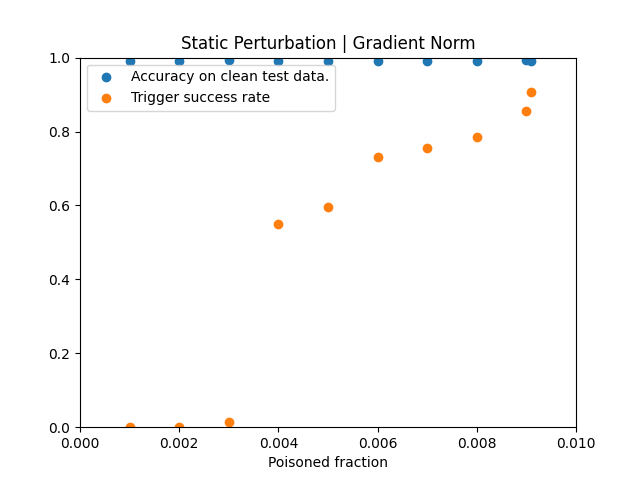 Static Perturbation | Gradient Norm
1.0
Accuracy on clean test data.
Trigger success rate
0.8
0.6
0.4
0.2
0.0
0.000 0.002 0.004 0.006 0.008 0.010
Poisoned fraction